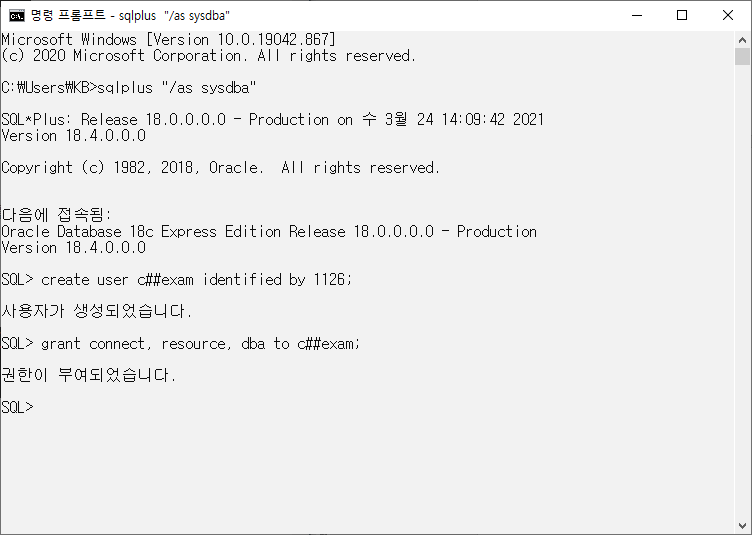 명령 프롬프트 - sqlplus  "/as sysdba"
Microsoft Windows [Version 10.0.19042.867]
(c) 2020 Microsoft Corporation. All rights reserved.
C:\Users\KB>sqlplus "/as sysdba"
SQL*Plus: Release 18.0.0.0.0 - Production on 수 3월 24 14:09:42 2021
Version 18.4.0.0.0
Copyright (c) 1982, 2018, Oracle.  All rights reserved.
다음에 접속됨:
Oracle Database 18c Express Edition Release 18.0.0.0.0 - Production
Version 18.4.0.0.0
SQL> create user c##exam identified by 1126;
사용자가 생성되었습니다.
SQL> grant connect, resource, dba to c##exam;
권한이 부여되었습니다.
SQL>